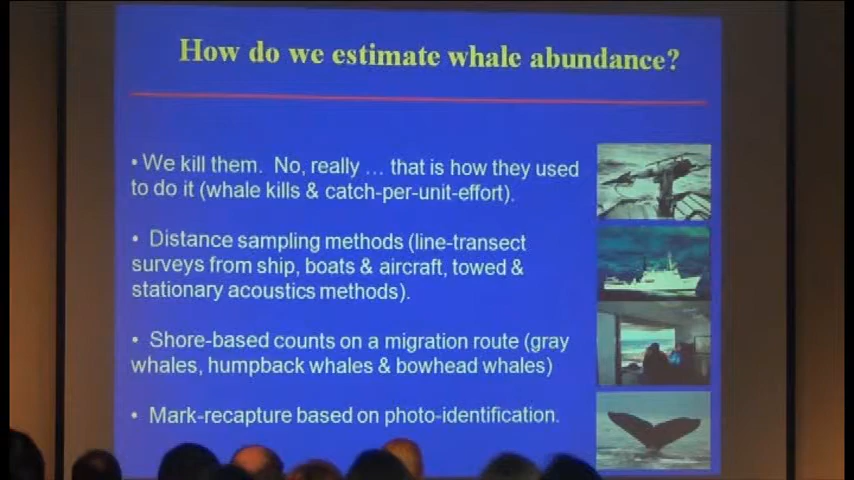 How do we estimate whale abundance?
• We kill them. No, really … that is how they used
to do it (whale kills & catch-per-unit-effort).
• Distance sampling methods (line-transect
surveys from ship, boats & aircraft, towed &
stationary acoustics methods).
• Shore-based counts on a migration route (gray
whales, humpback whales & bowhead whales)
• Mark-recapture based on photo-identification.